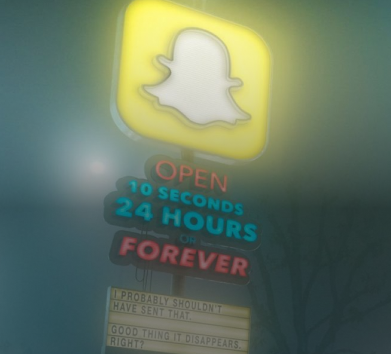 OPEN
10 SECONDS
24 HOURS
OR
FOREVER
I PROBABLY SHOULDN'T
HAVE SENT THAT
GOOD THING IT DISAPPEARS
RIGHT?